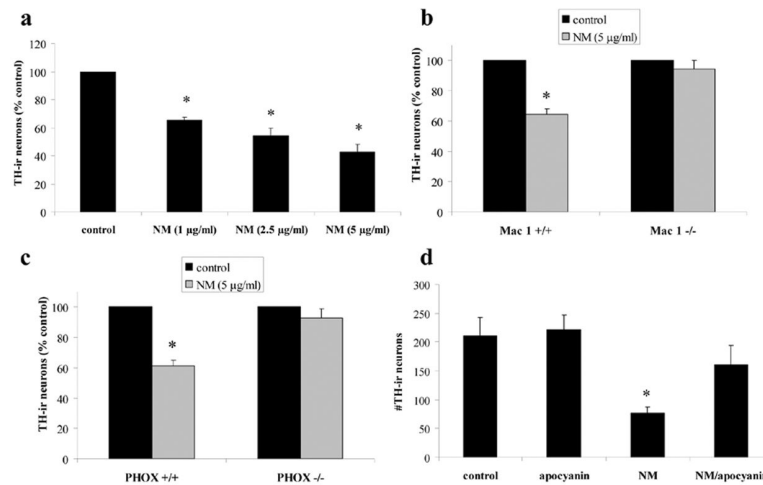 a
TH-ir neurons (% control)
120
100
80
60
40
20
0
*
*
*
control NM (1 µg/ml) NM (2.5 µg/ml) NM (5 µg/ml)
b
control
NM (5 µg/ml)
TH-ir neurons (% control)
120
100
80
60
40
20
0
*
Mac 1 +/+ Mac 1 -/-
c
control
NM (5 µg/ml)
TH-ir neurons (% control)
100
80
60
40
20
0
*
PHOX +/+ PHOX -/-
d
#TH-ir neurons
300
250
200
150
100
50
0
*
control apocyanin NM NM/apocyanin